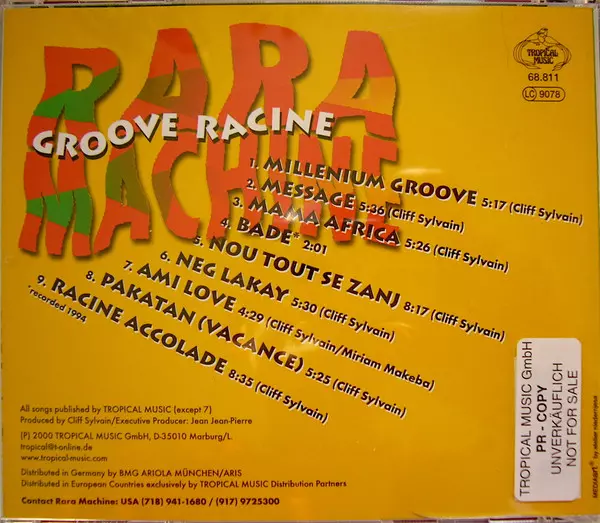 RARA
MACHINE
GROOVE RACINE
TROPICAL
MUSIC
68.811
LC 9078
1. MILLENIUM GROOVE 5:17 (Cliff Sylvain)
2. MESSAGE 5:36 (Cliff Sylvain)
3. MAMA AFRICA 5:26 (Cliff Sylvain)
4. BADE* 2:01
5. NOU TOUT SE ZANJ 8:17 (Cliff Sylvain)
6. NEG LAKAY 5:30 (Cliff Sylvain)
7. AMI LOVE 4:29 (Cliff Sylvain/Miriam Makeba)
8. PAKATAN (VACANCE) 5:25 (Cliff Sylvain)
9. RACINE ACCOLADE 8:35 (Cliff Sylvain)
*recorded 1994
All songs published by TROPICAL MUSIC (except 7)
Produced by Cliff Sylvain/Executive Producer: Jean Jean-Pierre
(P) 2000 TROPICAL MUSIC GmbH, D-35010 Marburg/L.
tropical@t-online.de
www.tropical-music.com
Distributed in Germany by BMG ARIOLA MÜNCHEN/ARIS
Distributed in European Countries exclusively by TROPICAL MUSIC Distribution Partners
Contact Rara Machine: USA (718) 941-1680 / (917) 9725300
TROPICAL MUSIC GmbH
PR - COPY
UNVERKÄUFLICH
NOT FOR SALE
MEDIAart® by atelier niedernjesa